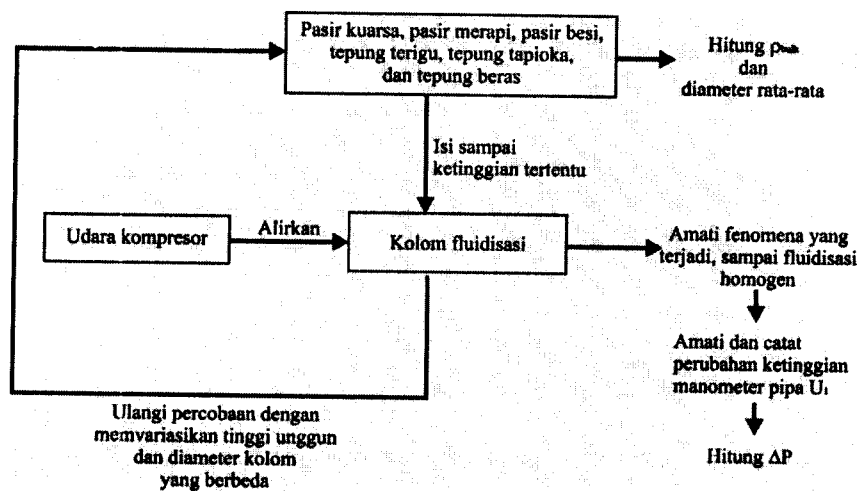 Pasir kuarsa, pasir merapi, pasir besi,
tepung terigu, tepung tapioka,
dan tepung beras
Hitung
dan
diameter rata-rata
Isi sampai
ketinggian tertentu
Udara kompresor
Alirkan
Kolom fluidisasi
Amati fenomena yang
terjadi, sampai fluidisasi
homogen
Amati dan catat
perubahan ketinggian
manometer pipa U
Hitung ΔP
Ulangi percobaan dengan
memvariasikan tinggi unggun
dan diameter kolom
yang berbeda